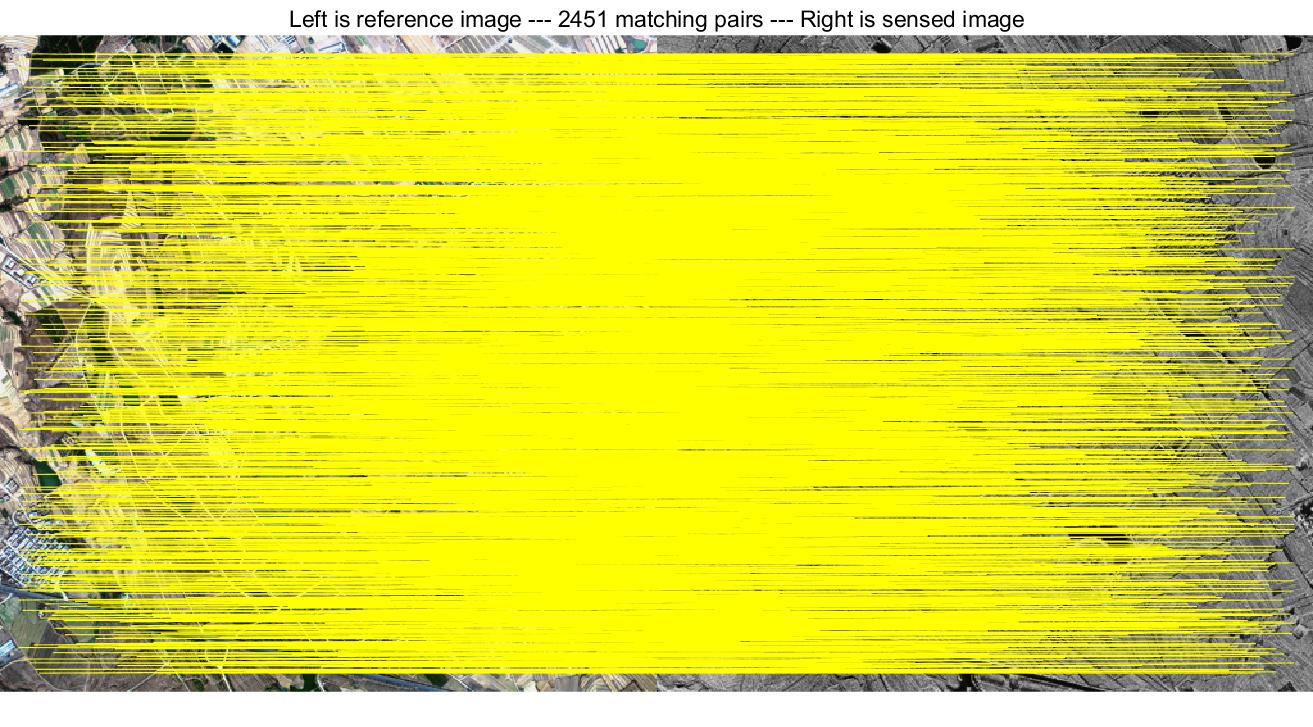 Left is reference image --- 2451 matching pairs --- Right is sensed image